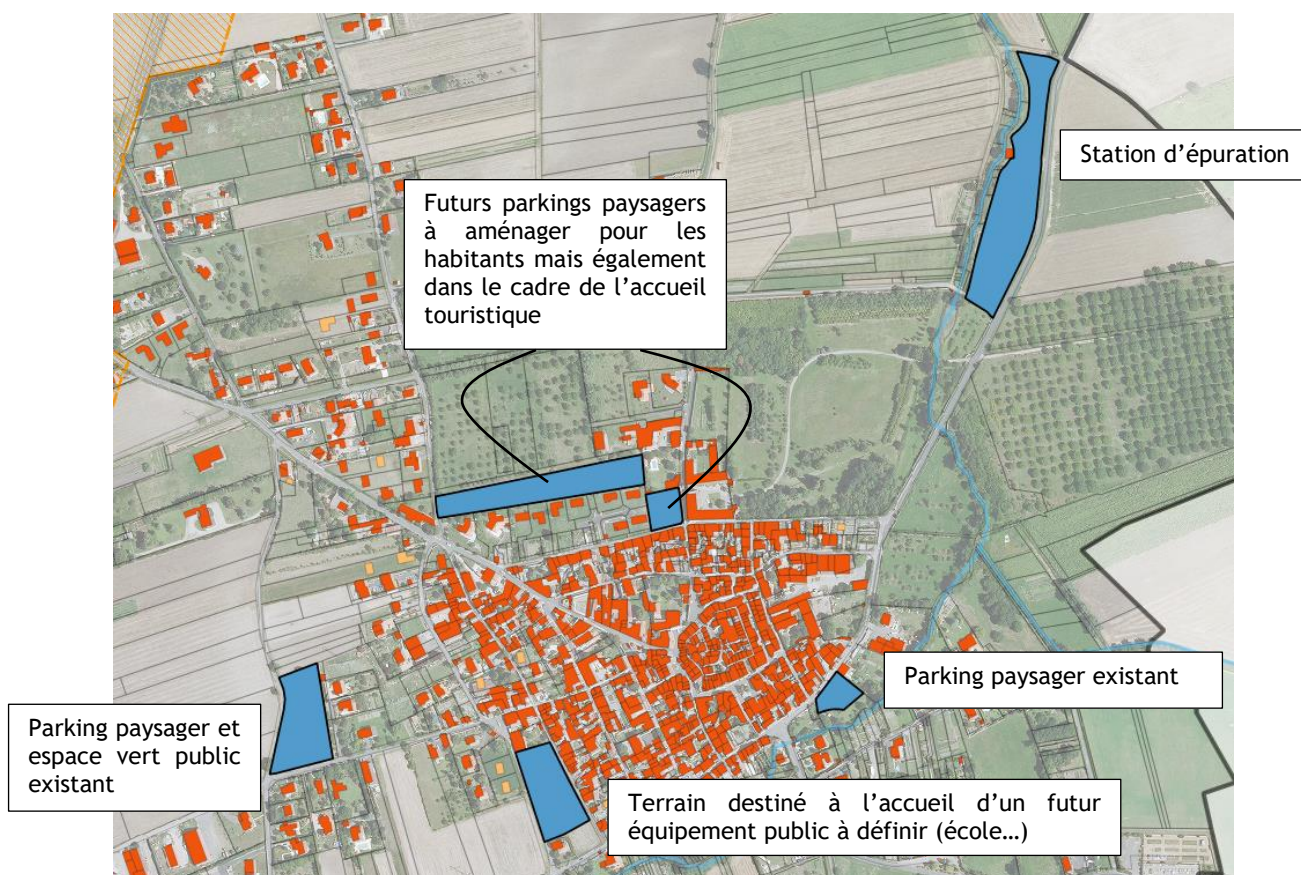 Station d'épuration
Futurs parkings paysagers
à aménager pour les
habitants mais également
dans le cadre de l'accueil
touristique
Parking paysager existant
Parking paysager et
espace vert public
existant
Terrain destiné à l'accueil d'un futur
équipement public à définir (école…)